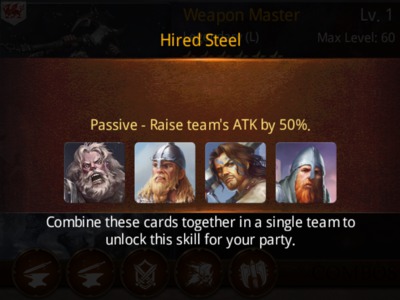 Weapon Master
Lv. 1
Hired Steel
(L)
Max Level: 60
Passive - Raise team's ATK by 50%.
Combine these cards together in a single team to
unlock this skill for your party.